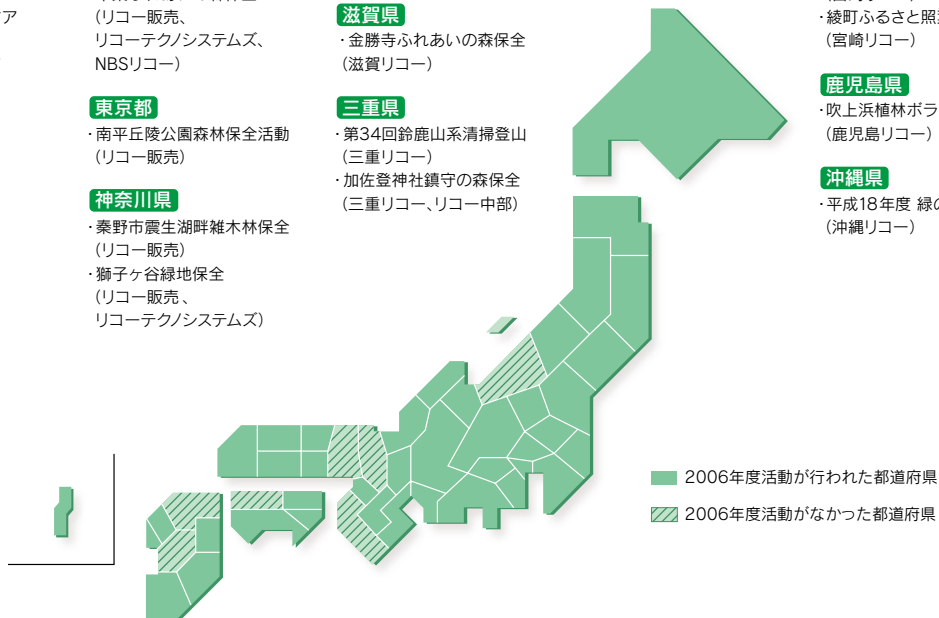 ア
(リコー販売、
リコーテクノシステムズ、
NBSリコー)
東京都
・南平丘陵公園森林保全活動
(リコー販売)
神奈川県
・秦野市震生湖畔雑木林保全
(リコー販売)
・獅子ヶ谷緑地保全
(リコー販売、
リコーテクノシステムズ)
滋賀県
・金勝寺ふれあいの森保全
(滋賀リコー)
三重県
・第34回鈴鹿山系清掃登山
(三重リコー)
・加佐登神社鎮守の森保全
(三重リコー、リコー中部)
・綾町ふるさと照
(宮崎リコー)
鹿児島県
・吹上浜植林ボラ
(鹿児島リコー)
沖縄県
・平成18年度 緑の
(沖縄リコー)
2006年度活動が行われた都道府県
2006年度活動がなかった都道府県